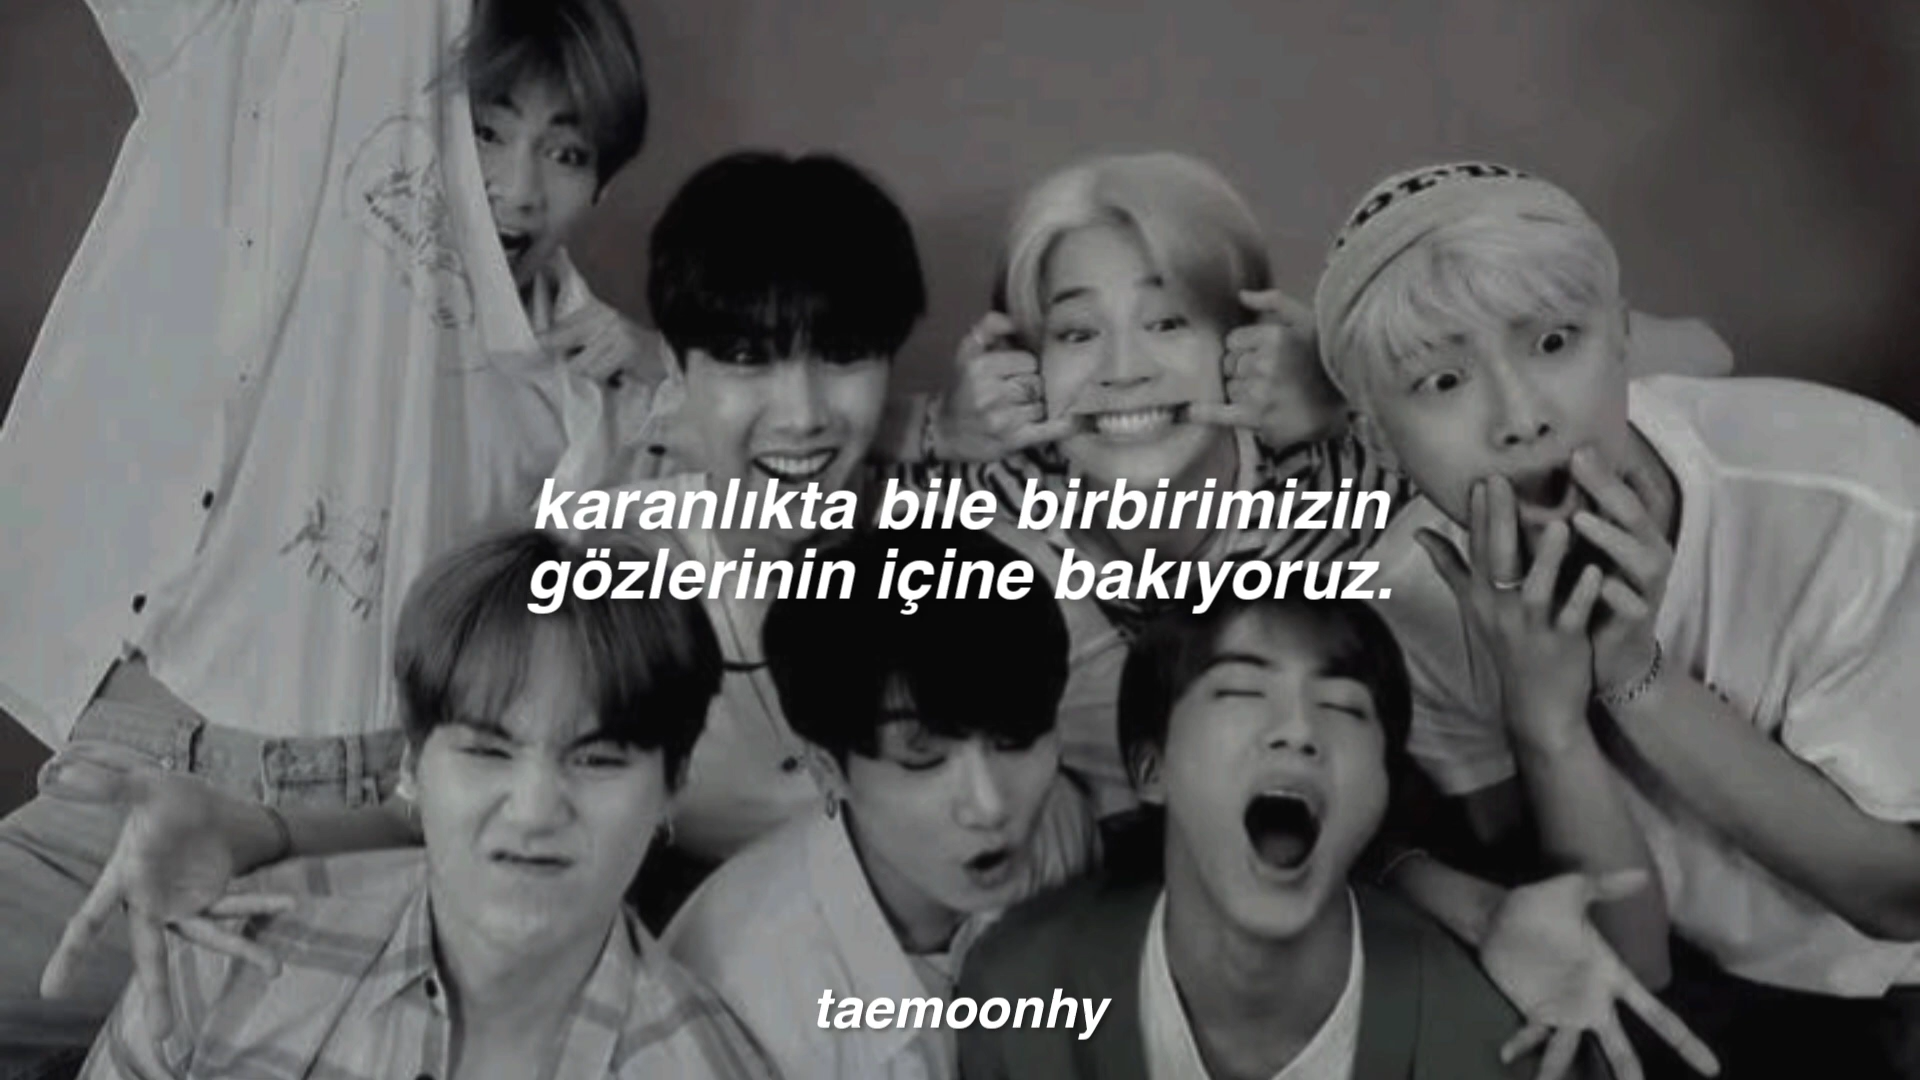 karanlıkta bile birbirimizin
gözlerinin içine bakıyoruz.
taemoonhy